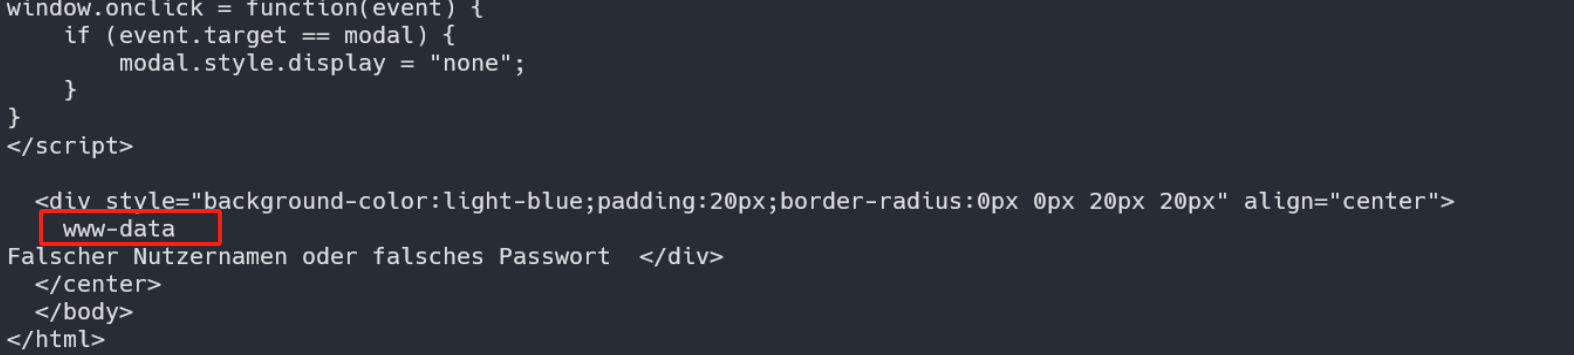 window.onclick = function(event) {
    if (event.target == modal) {
        modal.style.display = "none";
    }
}
</script>

  <div style="background-color:light-blue;padding:20px;border-radius:0px 0px 20px 20px" align="center">
    www-data
Falscher Nutzernamen oder falsches Passwort  </div>
  </center>
  </body>
</html>